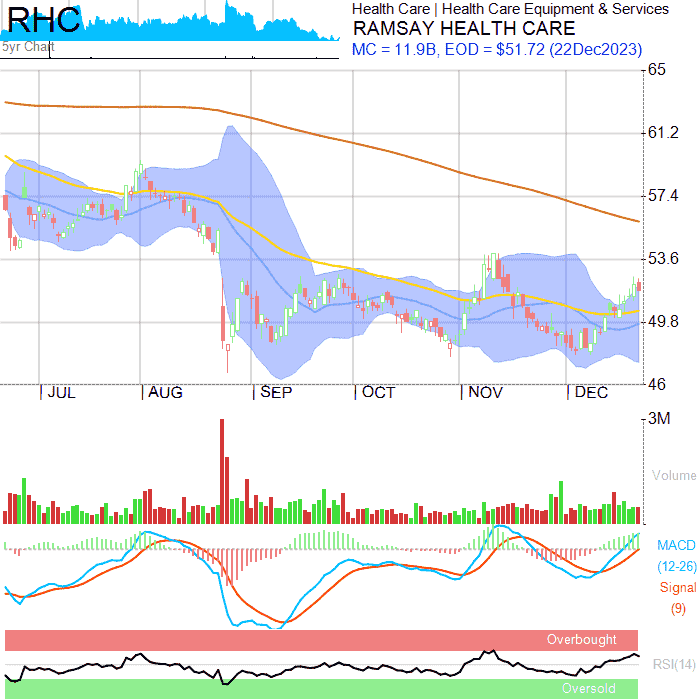 RHC
5yr Chart
Health Care | Health Care Equipment & Services
RAMSAY HEALTH CARE
MC = 11.9B, EOD = $51.72 (22Dec2023)
65
61.2
57.4
53.6
49.8
46
| JUL | AUG | SEP | OCT | NOV | DEC
3M
Volume
MACD
(12-26)
Signal
(9)
Overbought
RSI(14)
Oversold